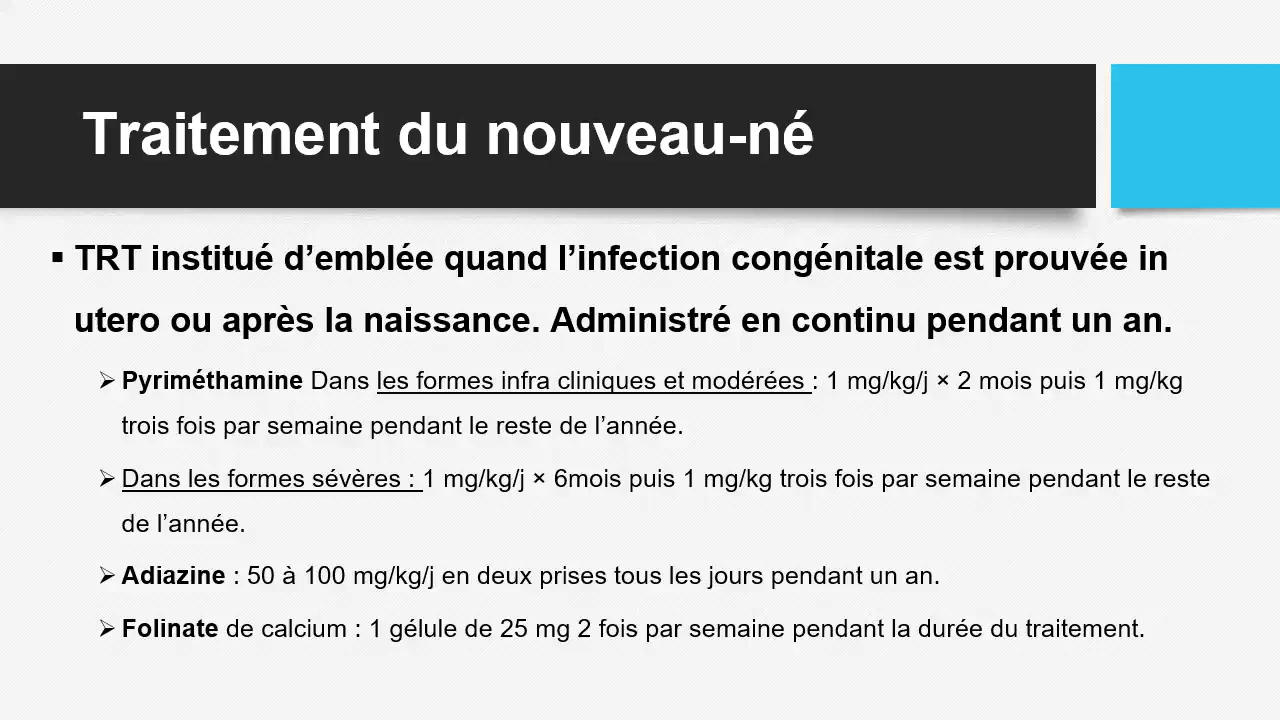 Traitement du nouveau-né
▪ TRT institué d’emblée quand l’infection congénitale est prouvée in
utero ou après la naissance. Administré en continu pendant un an.
➢ Pyriméthamine Dans les formes infra cliniques et modérées : 1 mg/kg/j × 2 mois puis 1 mg/kg
trois fois par semaine pendant le reste de l’année.
➢ Dans les formes sévères : 1 mg/kg/j × 6mois puis 1 mg/kg trois fois par semaine pendant le reste
de l’année.
➢ Adiazine : 50 à 100 mg/kg/j en deux prises tous les jours pendant un an.
➢ Folinate de calcium : 1 gélule de 25 mg 2 fois par semaine pendant la durée du traitement.